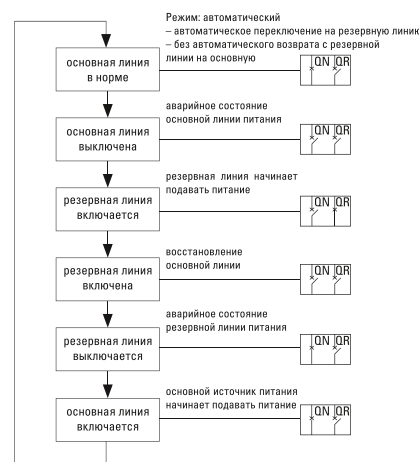 Режим: автоматический
– автоматическое переключение на резервную линию
– без автоматического возврата с резервной
линии на основную
основная линия
в норме
QN QR
аварийное состояние
основной линии питания
основная линия
выключена
QN QR
резервная линия начинает
подавать питание
резервная линия
включается
QN QR
восстановление
основной линии
резервная линия
включена
QN QR
аварийное состояние
резервной линии питания
резервная линия
выключается
QN QR
основной источник питания
начинает подавать питание
основная линия
включается
QN QR